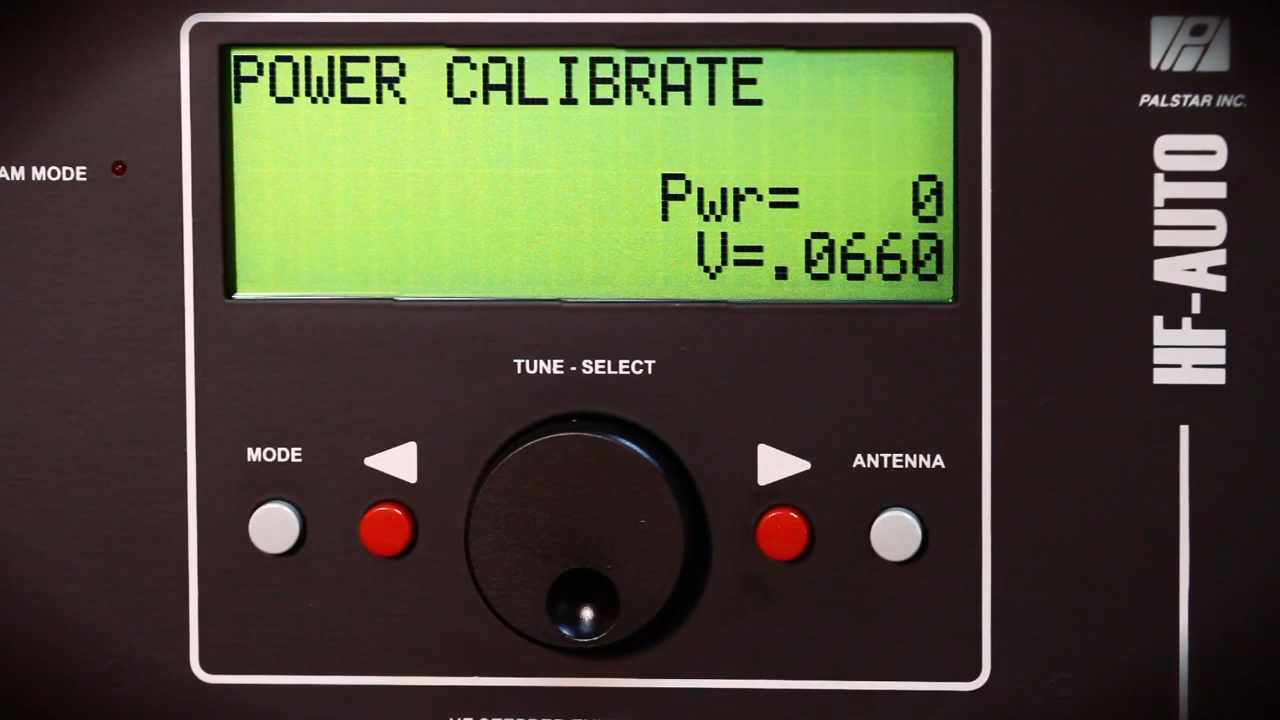 POWER CALIBRATE
Pwr= 0
V=.0660
AM MODE
TUNE - SELECT
MODE
ANTENNA
PALSTAR INC.
HF-AUTO